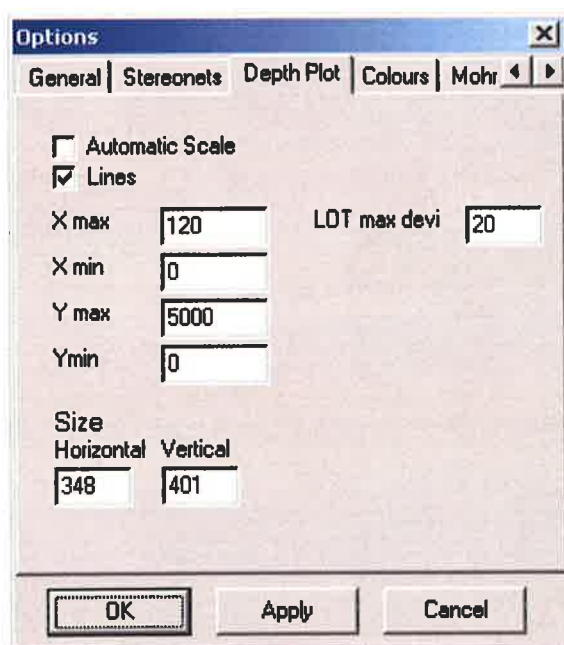 Options
General Stereonets Depth Plot Colours Mohr
Automatic Scale
Lines
X max 120 LOT max devi 20
X min 0
Y max 5000
Ymin 0
Size
Horizontal Vertical
348 401
OK Apply Cancel